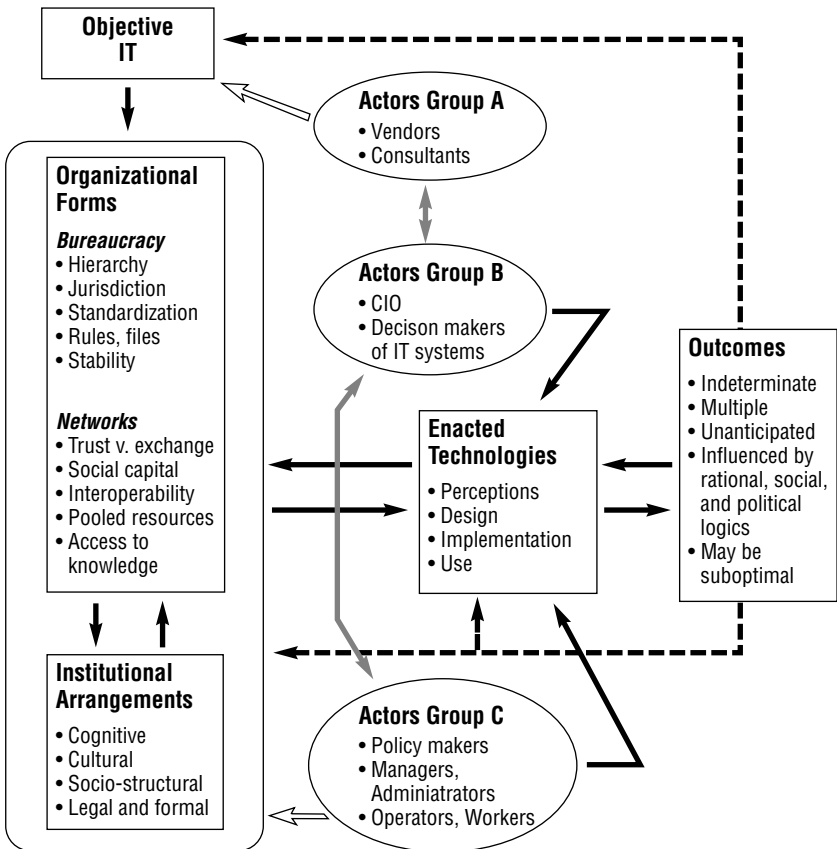 Objective
IT
Actors Group A
• Vendors
• Consultants
Organizational
Forms
Bureaucracy
• Hierarchy
• Jurisdiction
• Standardization
• Rules, files
• Stability
Networks
• Trust v. exchange
• Social capital
• Interoperability
• Pooled resources
• Access to
knowledge
Actors Group B
• CIO
• Decison makers
of IT systems
Enacted
Technologies
• Perceptions
• Design
• Implementation
• Use
Outcomes
• Indeterminate
• Multiple
• Unanticipated
• Influenced by
rational, social,
and political
logics
• May be
suboptimal
Institutional
Arrangements
• Cognitive
• Cultural
• Socio-structural
• Legal and formal
Actors Group C
• Policy makers
• Managers,
Adminiatrators
• Operators, Workers